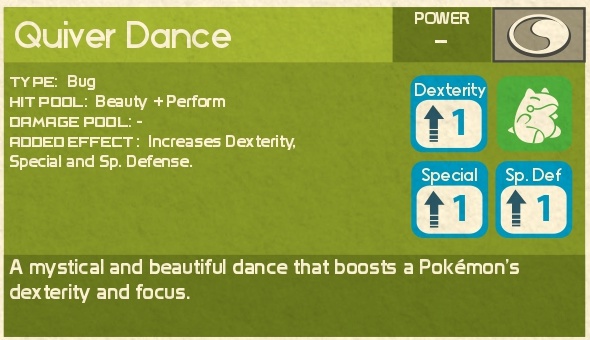 Quiver Dance
POWER
–
TYPE: Bug
HIT POOL: Beauty + Perform
DAMAGE POOL: -
ADDED EFFECT: Increases Dexterity,
Special and Sp. Defense.
Dexterity
1
Special
1
Sp. Def
1
A mystical and beautiful dance that boosts a Pokémon's
dexterity and focus.